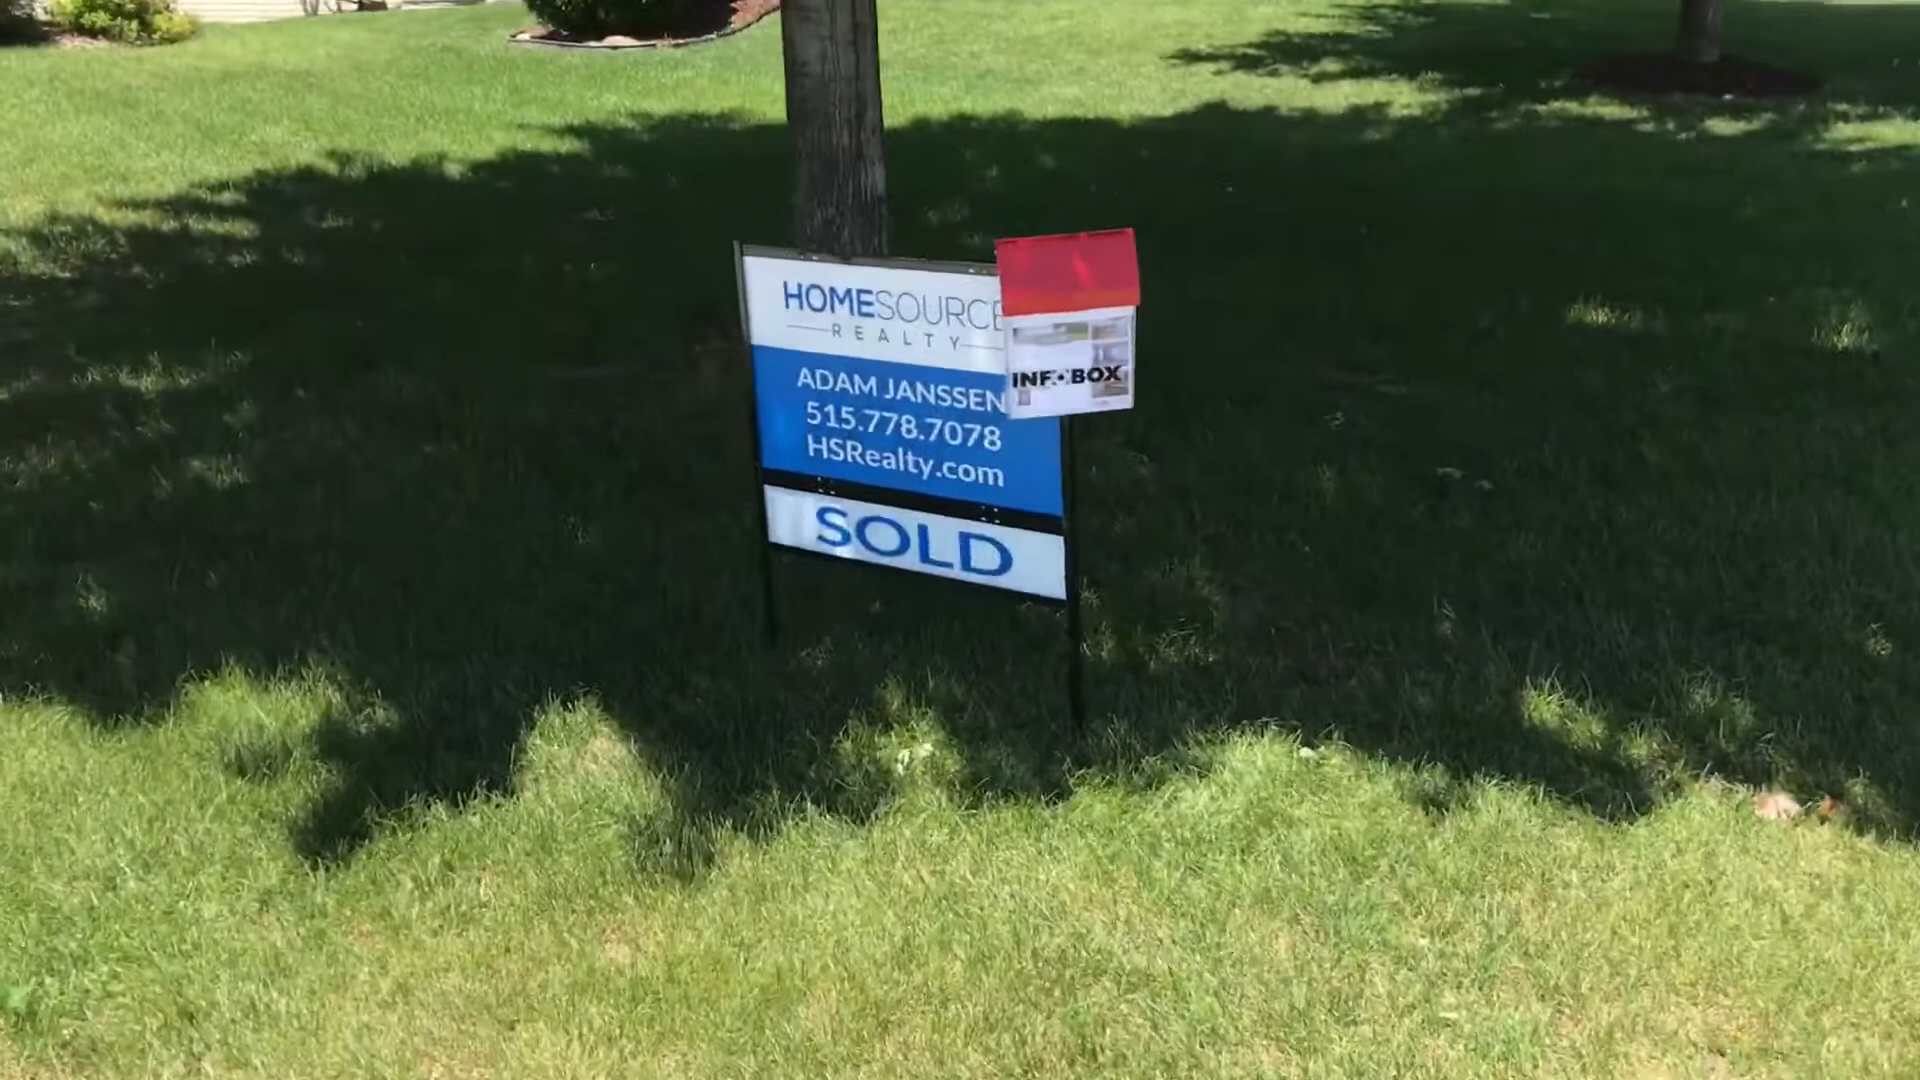 HOMESOURCE
REALTY
ADAM JANSSEN
515.778.7078
HSRealty.com
SOLD
INFOBOX